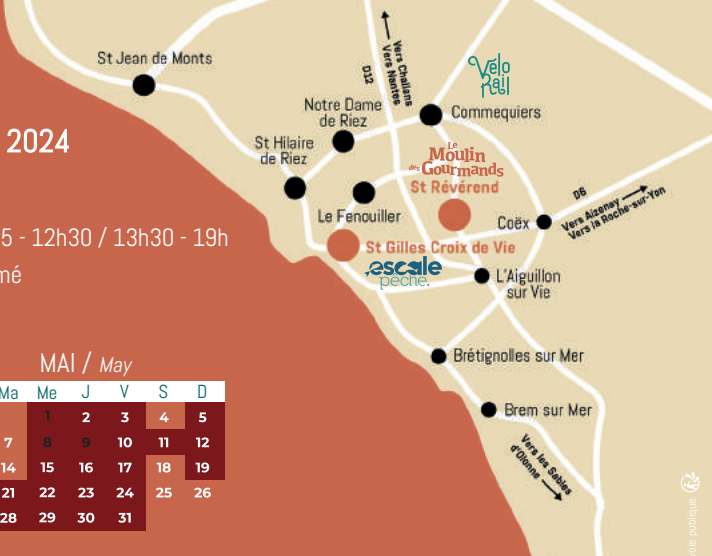 2024
5 - 12h30 / 13h30 - 19h
mé
MAI / May
Ma Me J V S D
1 2 3 4 5
7 8 9 10 11 12
14 15 16 17 18 19
21 22 23 24 25 26
28 29 30 31
St Jean de Monts
Notre Dame
de Riez
St Hilaire
de Riez
Le Fenouiller
D12
Vers Challans
Vers Nantes
Vélo
Rail
Commequiers
Le
Moulin
des Gourmands
St Révérend
St Gilles Croix de Vie
escale
pêche.
Coëx
D6
Vers Aizenay
Vers la Roche-sur-Yon
L'Aiguillon
sur Vie
Brétignolles sur Mer
Brem sur Mer
Vers les Sables
d'Olonne
voie publique.